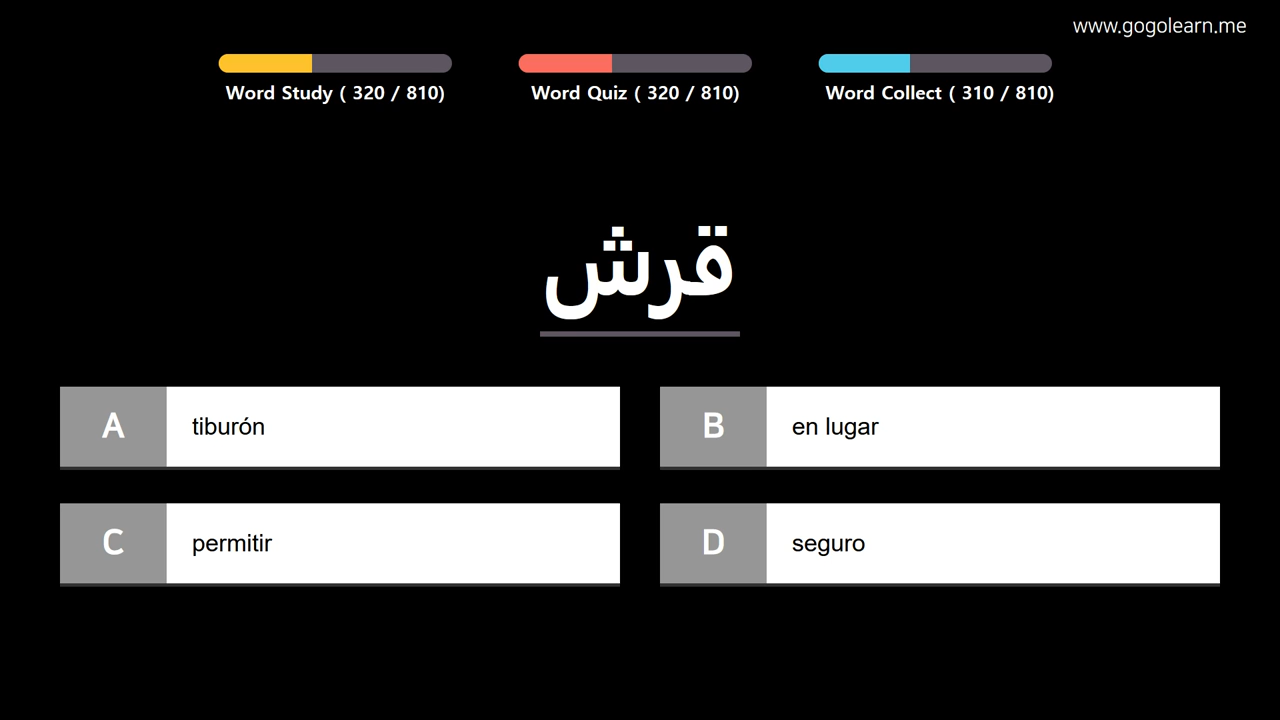 www.gogolearn.me
Word Study ( 320 / 810)
Word Quiz ( 320 / 810)
Word Collect ( 310 / 810)
قرش
A tiburón
B en lugar
C permitir
D seguro